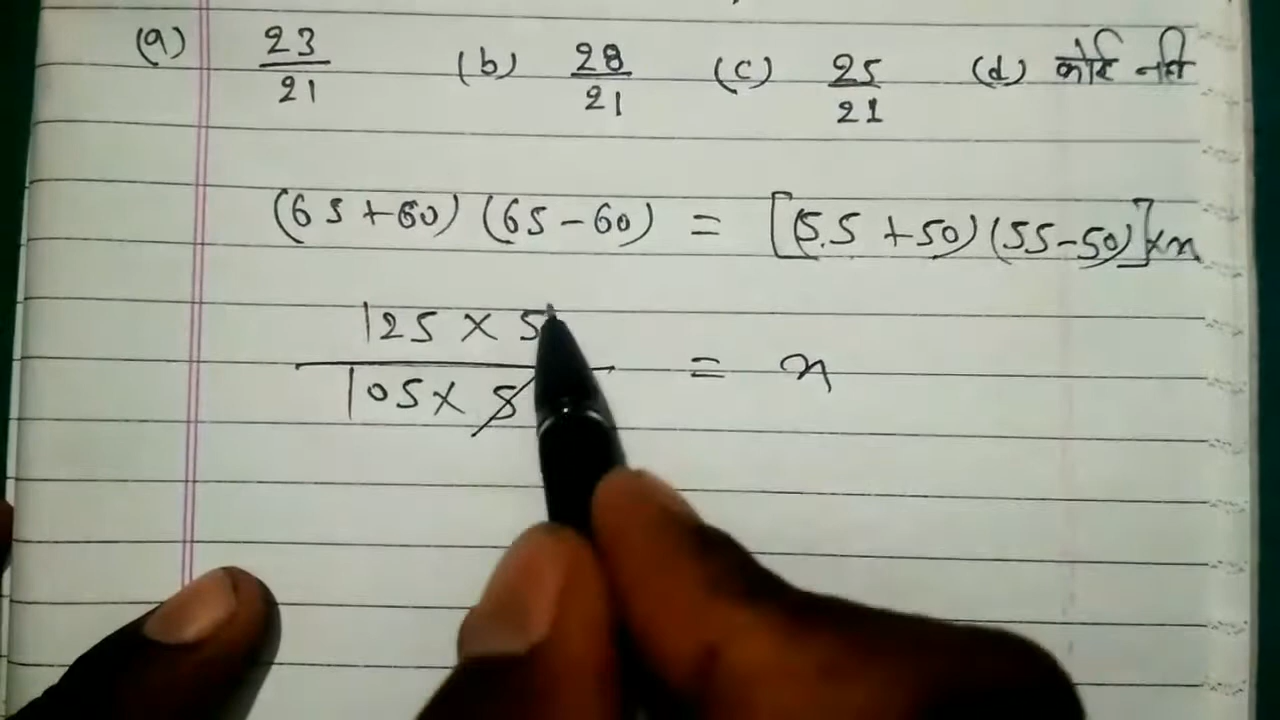 (a) 23/21 (b) 28/21 (c) 25/21 (d) कोई नही
(65+60) (65-60) = [(55+50)(55-50)]×x
125 × 5 / 105 × 5 = x